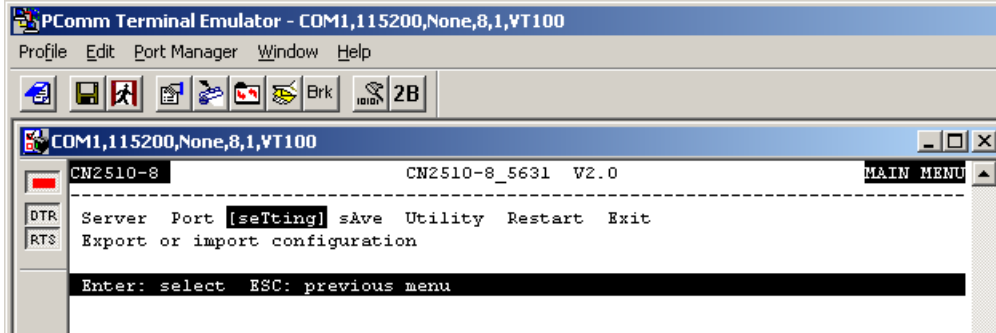 PComm Terminal Emulator - COM1,115200,None,8,1,VT100
Profile Edit Port Manager Window Help
Brk 2B
COM1,115200,None,8,1,VT100
CN2510-8 CN2510-8_5631 V2.0 MAIN MENU
DTR Server Port [seTting] sAve Utility Restart Exit
RTS Export or import configuration
Enter: select ESC: previous menu